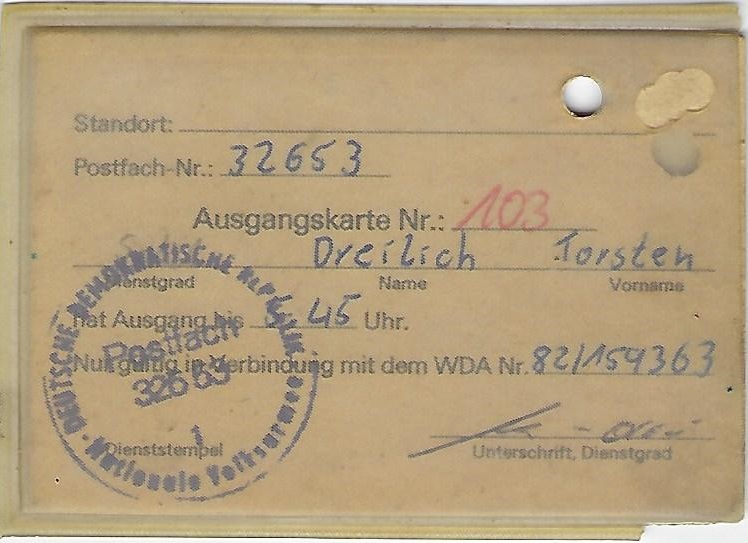 Standort:
Postfach-Nr.: 32653
Ausgangskarte Nr.: 103
Dreilich Torsten
Dienstgrad Name Vorname
hat Ausgang bis 45 Uhr.
Nur gültig in Verbindung mit dem WDA Nr. 82/159363
Dienststempel
Unterschrift, Dienstgrad
DEUTSCHE DEMOKRATISCHE REPUBLIK
Postfach
32653
1
Nationale Volksarmee